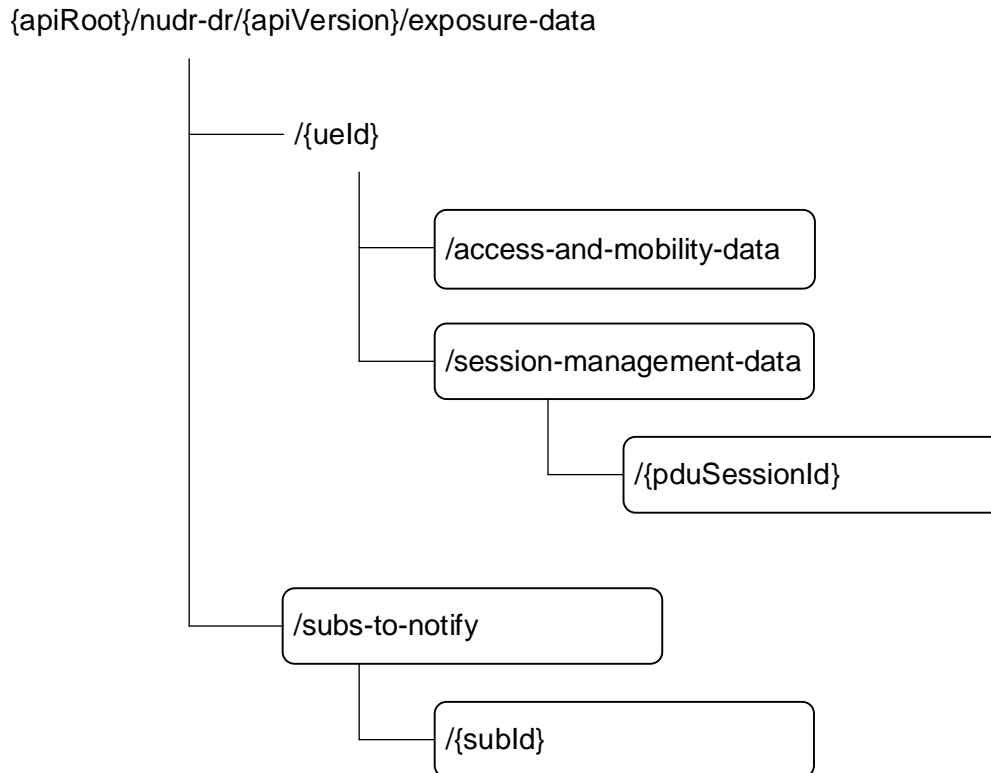 {apiRoot}/nudr-dr/{apiVersion}/exposure-data
/{ueId}
/access-and-mobility-data
/session-management-data
/{pduSessionId}
/subs-to-notify
/{subId}